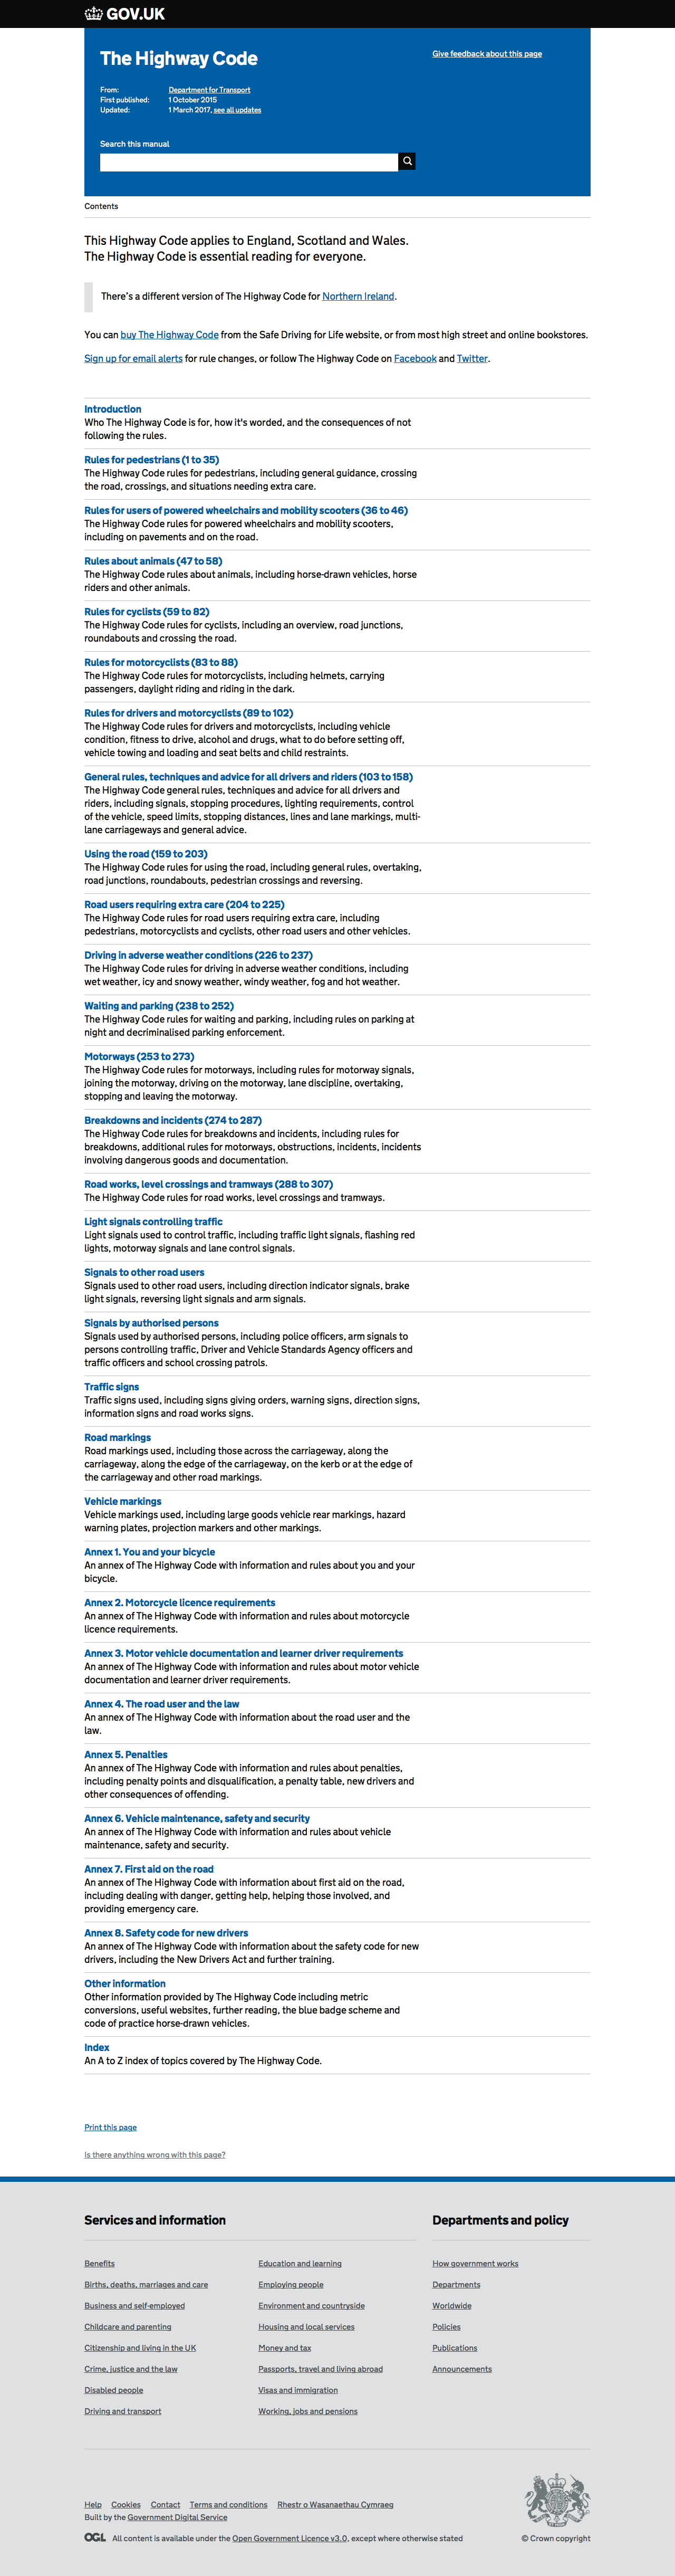 GOV.UK
The Highway Code
Give feedback about this page
From: Department for Transport
First published: 1 October 2015
Updated: 1 March 2017, see all updates
Search this manual
Contents
This Highway Code applies to England, Scotland and Wales.
The Highway Code is essential reading for everyone.
There's a different version of The Highway Code for Northern Ireland.
You can buy The Highway Code from the Safe Driving for Life website, or from most high street and online bookstores.
Sign up for email alerts for rule changes, or follow The Highway Code on Facebook and Twitter.
Introduction
Who The Highway Code is for, how it's worded, and the consequences of not
following the rules.
Rules for pedestrians (1 to 35)
The Highway Code rules for pedestrians, including general guidance, crossing
the road, crossings, and situations needing extra care.
Rules for users of powered wheelchairs and mobility scooters (36 to 46)
The Highway Code rules for powered wheelchairs and mobility scooters,
including on pavements and on the road.
Rules about animals (47 to 58)
The Highway Code rules about animals, including horse-drawn vehicles, horse
riders and other animals.
Rules for cyclists (59 to 82)
The Highway Code rules for cyclists, including an overview, road junctions,
roundabouts and crossing the road.
Rules for motorcyclists (83 to 88)
The Highway Code rules for motorcyclists, including helmets, carrying
passengers, daylight riding and riding in the dark.
Rules for drivers and motorcyclists (89 to 102)
The Highway Code rules for drivers and motorcyclists, including vehicle
condition, fitness to drive, alcohol and drugs, what to do before setting off,
vehicle towing and loading and seat belts and child restraints.
General rules, techniques and advice for all drivers and riders (103 to 158)
The Highway Code general rules, techniques and advice for all drivers and
riders, including signals, stopping procedures, lighting requirements, control
of the vehicle, speed limits, stopping distances, lines and lane markings, multi-
lane carriageways and general advice.
Using the road (159 to 203)
The Highway Code rules for using the road, including general rules, overtaking,
road junctions, roundabouts, pedestrian crossings and reversing.
Road users requiring extra care (204 to 225)
The Highway Code rules for road users requiring extra care, including
pedestrians, motorcyclists and cyclists, other road users and other vehicles.
Driving in adverse weather conditions (226 to 237)
The Highway Code rules for driving in adverse weather conditions, including
wet weather, icy and snowy weather, windy weather, fog and hot weather.
Waiting and parking (238 to 252)
The Highway Code rules for waiting and parking, including rules on parking at
night and decriminalised parking enforcement.
Motorways (253 to 273)
The Highway Code rules for motorways, including rules for motorway signals,
joining the motorway, driving on the motorway, lane discipline, overtaking,
stopping and leaving the motorway.
Breakdowns and incidents (274 to 287)
The Highway Code rules for breakdowns and incidents, including rules for
breakdowns, additional rules for motorways, obstructions, incidents, incidents
involving dangerous goods and documentation.
Road works, level crossings and tramways (288 to 307)
The Highway Code rules for road works, level crossings and tramways.
Light signals controlling traffic
Light signals used to control traffic, including traffic light signals, flashing red
lights, motorway signals and lane control signals.
Signals to other road users
Signals used to other road users, including direction indicator signals, brake
light signals, reversing light signals and arm signals.
Signals by authorised persons
Signals used by authorised persons, including police officers, arm signals to
persons controlling traffic, Driver and Vehicle Standards Agency officers and
traffic officers and school crossing patrols.
Traffic signs
Traffic signs used, including signs giving orders, warning signs, direction signs,
information signs and road works signs.
Road markings
Road markings used, including those across the carriageway, along the
carriageway, along the edge of the carriageway, on the kerb or at the edge of
the carriageway and other road markings.
Vehicle markings
Vehicle markings used, including large goods vehicle rear markings, hazard
warning plates, projection markers and other markings.
Annex 1. You and your bicycle
An annex of The Highway Code with information and rules about you and your
bicycle.
Annex 2. Motorcycle licence requirements
An annex of The Highway Code with information and rules about motorcycle
licence requirements.
Annex 3. Motor vehicle documentation and learner driver requirements
An annex of The Highway Code with information and rules about motor vehicle
documentation and learner driver requirements.
Annex 4. The road user and the law
An annex of The Highway Code with information about the road user and the
law.
Annex 5. Penalties
An annex of The Highway Code with information and rules about penalties,
including penalty points and disqualification, a penalty table, new drivers and
other consequences of offending.
Annex 6. Vehicle maintenance, safety and security
An annex of The Highway Code with information and rules about vehicle
maintenance, safety and security.
Annex 7. First aid on the road
An annex of The Highway Code with information about first aid on the road,
including dealing with danger, getting help, helping those involved, and
providing emergency care.
Annex 8. Safety code for new drivers
An annex of The Highway Code with information about the safety code for new
drivers, including the New Drivers Act and further training.
Other information
Other information provided by The Highway Code including metric
conversions, useful websites, further reading, the blue badge scheme and
code of practice horse-drawn vehicles.
Index
An A to Z index of topics covered by The Highway Code.
Print this page
Is there anything wrong with this page?
Services and information
Benefits
Births, deaths, marriages and care
Business and self-employed
Childcare and parenting
Citizenship and living in the UK
Crime, justice and the law
Disabled people
Driving and transport
Education and learning
Employing people
Environment and countryside
Housing and local services
Money and tax
Passports, travel and living abroad
Visas and immigration
Working, jobs and pensions
Departments and policy
How government works
Departments
Worldwide
Policies
Publications
Announcements
Help Cookies Contact Terms and conditions Rhestr o Wasanaethau Cymraeg
Built by the Government Digital Service
OGL All content is available under the Open Government Licence v3.0, except where otherwise stated
© Crown copyright